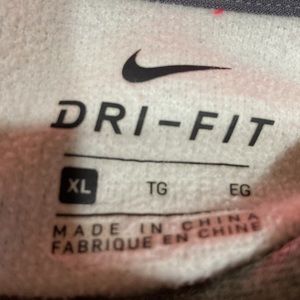 DRI-FIT
XL TG EG
MADE IN CHINA
FABRIQUE EN CHINE